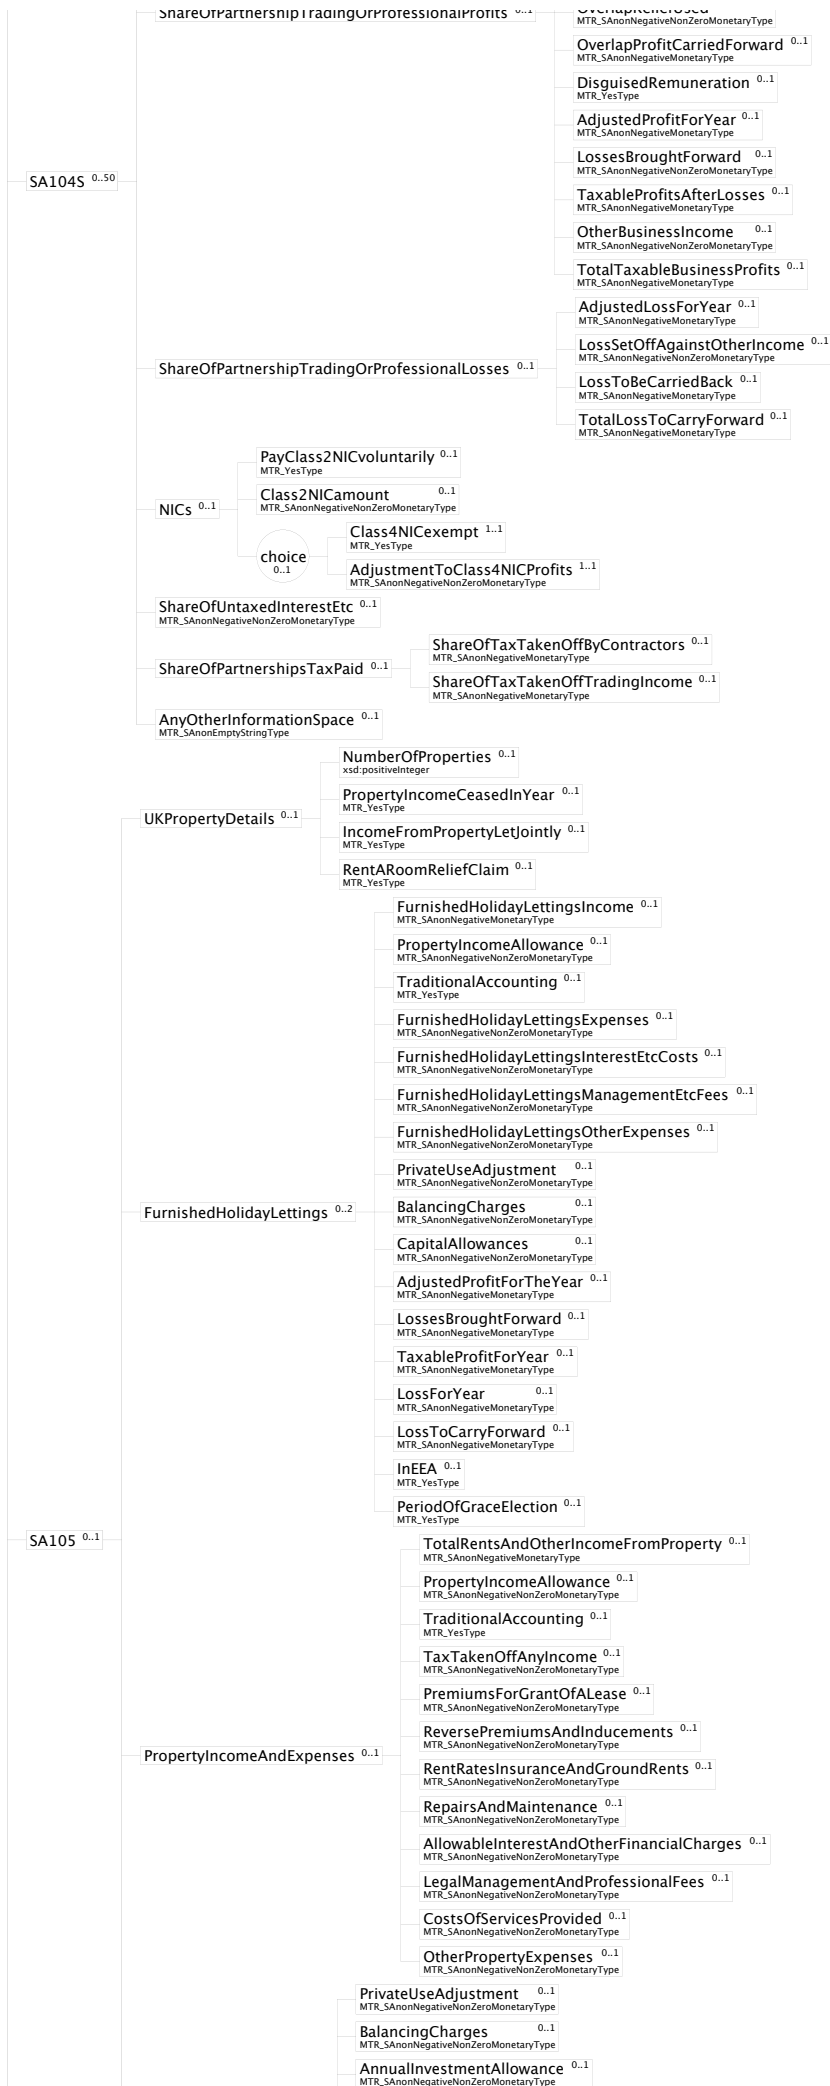 ShareOfPartnershipTradingOrProfessionalProfits 0..1
OverlapReliefUsed
MTR_SAnonNegativeNonZeroMonetaryType
OverlapProfitCarriedForward 0..1
MTR_SAnonNegativeMonetaryType
DisguisedRemuneration 0..1
MTR_YesType
AdjustedProfitForYear 0..1
MTR_SAnonNegativeMonetaryType
LossesBroughtForward 0..1
MTR_SAnonNegativeNonZeroMonetaryType
SA104S 0..50
TaxableProfitsAfterLosses 0..1
MTR_SAnonNegativeMonetaryType
OtherBusinessIncome 0..1
MTR_SAnonNegativeNonZeroMonetaryType
TotalTaxableBusinessProfits 0..1
MTR_SAnonNegativeMonetaryType
AdjustedLossForYear 0..1
MTR_SAnonNegativeMonetaryType
LossSetOffAgainstOtherIncome 0..1
MTR_SAnonNegativeNonZeroMonetaryType
ShareOfPartnershipTradingOrProfessionalLosses 0..1
LossToBeCarriedBack 0..1
MTR_SAnonNegativeMonetaryType
TotalLossToCarryForward 0..1
MTR_SAnonNegativeMonetaryType
PayClass2NICvoluntarily 0..1
MTR_YesType
Class2NICamount 0..1
MTR_SAnonNegativeNonZeroMonetaryType
NICs 0..1
Class4NICexempt 1..1
MTR_YesType
choice
0..1
AdjustmentToClass4NICProfits 1..1
MTR_SAnonNegativeNonZeroMonetaryType
ShareOfUntaxedInterestEtc 0..1
MTR_SAnonNegativeNonZeroMonetaryType
ShareOfTaxTakenOffByContractors 0..1
MTR_SAnonNegativeMonetaryType
ShareOfPartnershipsTaxPaid 0..1
ShareOfTaxTakenOffTradingIncome 0..1
MTR_SAnonNegativeMonetaryType
AnyOtherInformationSpace 0..1
MTR_SAnonEmptyStringType
NumberOfProperties 0..1
xsd:positiveInteger
PropertyIncomeCeasedInYear 0..1
MTR_YesType
UKPropertyDetails 0..1
IncomeFromPropertyLetJointly 0..1
MTR_YesType
RentARoomReliefClaim 0..1
MTR_YesType
FurnishedHolidayLettingsIncome 0..1
MTR_SAnonNegativeMonetaryType
PropertyIncomeAllowance 0..1
MTR_SAnonNegativeNonZeroMonetaryType
TraditionalAccounting 0..1
MTR_YesType
FurnishedHolidayLettingsExpenses 0..1
MTR_SAnonNegativeNonZeroMonetaryType
FurnishedHolidayLettingsInterestEtcCosts 0..1
MTR_SAnonNegativeNonZeroMonetaryType
FurnishedHolidayLettingsManagementEtcFees 0..1
MTR_SAnonNegativeNonZeroMonetaryType
FurnishedHolidayLettingsOtherExpenses 0..1
MTR_SAnonNegativeNonZeroMonetaryType
PrivateUseAdjustment 0..1
MTR_SAnonNegativeNonZeroMonetaryType
FurnishedHolidayLettings 0..2
BalancingCharges 0..1
MTR_SAnonNegativeNonZeroMonetaryType
CapitalAllowances 0..1
MTR_SAnonNegativeNonZeroMonetaryType
AdjustedProfitForTheYear 0..1
MTR_SAnonNegativeMonetaryType
LossesBroughtForward 0..1
MTR_SAnonNegativeMonetaryType
TaxableProfitForYear 0..1
MTR_SAnonNegativeMonetaryType
LossForYear 0..1
MTR_SAnonNegativeMonetaryType
LossToCarryForward 0..1
MTR_SAnonNegativeMonetaryType
InEEA 0..1
MTR_YesType
PeriodOfGraceElection 0..1
MTR_YesType
SA105 0..1
TotalRentsAndOtherIncomeFromProperty 0..1
MTR_SAnonNegativeMonetaryType
PropertyIncomeAllowance 0..1
MTR_SAnonNegativeNonZeroMonetaryType
TraditionalAccounting 0..1
MTR_YesType
TaxTakenOffAnyIncome 0..1
MTR_SAnonNegativeNonZeroMonetaryType
PremiumsForGrantOfALease 0..1
MTR_SAnonNegativeNonZeroMonetaryType
ReversePremiumsAndInducements 0..1
MTR_SAnonNegativeNonZeroMonetaryType
PropertyIncomeAndExpenses 0..1
RentRatesInsuranceAndGroundRents 0..1
MTR_SAnonNegativeNonZeroMonetaryType
RepairsAndMaintenance 0..1
MTR_SAnonNegativeNonZeroMonetaryType
AllowableInterestAndOtherFinancialCharges 0..1
MTR_SAnonNegativeNonZeroMonetaryType
LegalManagementAndProfessionalFees 0..1
MTR_SAnonNegativeNonZeroMonetaryType
CostsOfServicesProvided 0..1
MTR_SAnonNegativeNonZeroMonetaryType
OtherPropertyExpenses 0..1
MTR_SAnonNegativeNonZeroMonetaryType
PrivateUseAdjustment 0..1
MTR_SAnonNegativeNonZeroMonetaryType
BalancingCharges 0..1
MTR_SAnonNegativeNonZeroMonetaryType
AnnualInvestmentAllowance 0..1
MTR_SAnonNegativeNonZeroMonetaryType